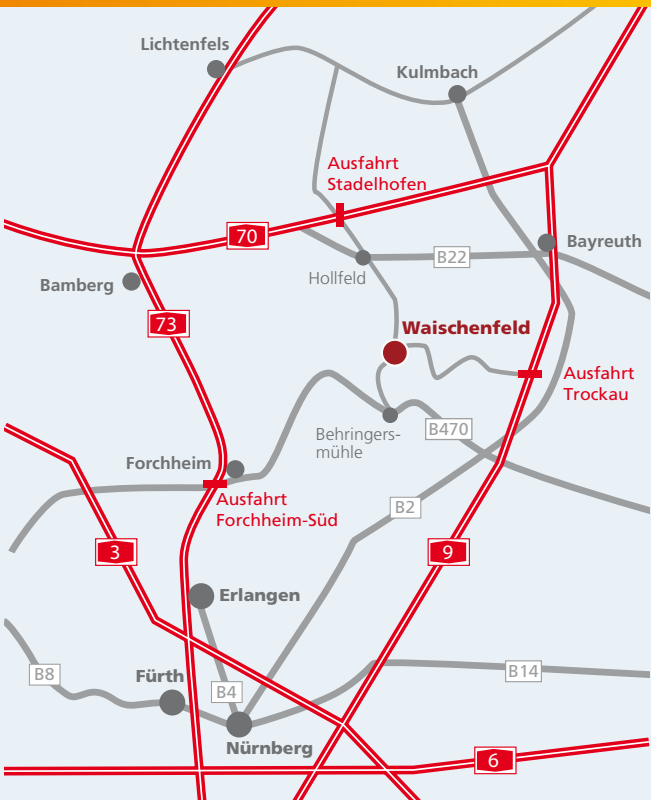 Lichtenfels
Kulmbach
Ausfahrt
Stadelhofen
70
Bayreuth
B22
Hollfeld
Bamberg
73
Waischenfeld
Ausfahrt
Trockau
Behringers-
mühle
B470
Forchheim
Ausfahrt
Forchheim-Süd
B2
3
9
Erlangen
B8
Fürth
B4
B14
Nürnberg
6